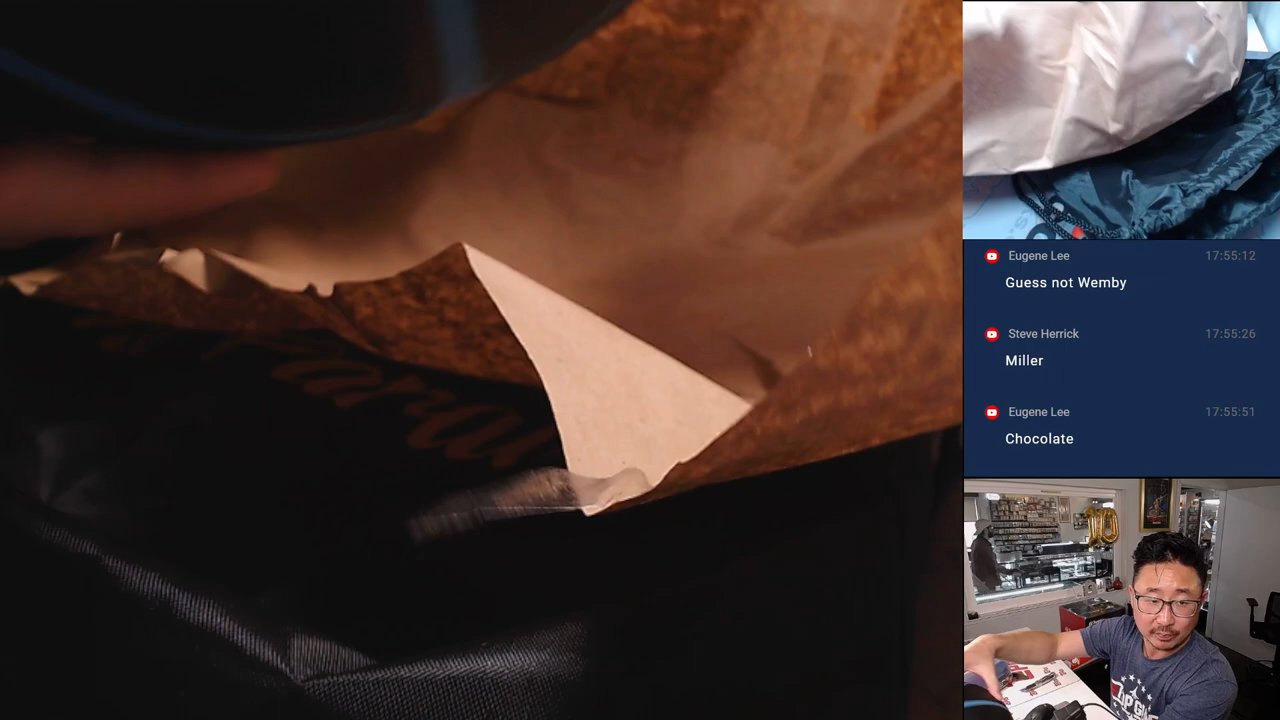 Eugene Lee 17:55:12
Guess not Wemby
Steve Herrick 17:55:26
Miller
Eugene Lee 17:55:51
Chocolate
10